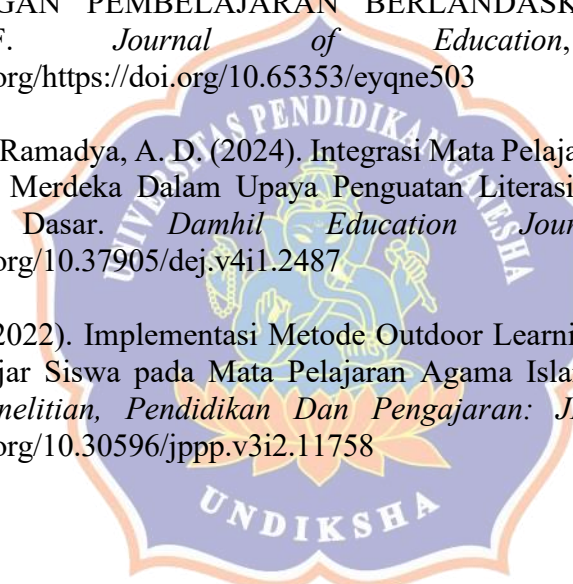 GAN PEMBELAJARAN BERLANDASK
F. Journal of Education,
org/https://doi.org/10.65353/eyqne503
UNIVERSITAS PENDIDIKAN GANESHA
Ramadya, A. D. (2024). Integrasi Mata Pelaja
Merdeka Dalam Upaya Penguatan Literasi
Dasar. Damhil Education Jour
org/10.37905/dej.v4i1.2487
2022). Implementasi Metode Outdoor Learni
jar Siswa pada Mata Pelajaran Agama Isla
nelitian, Pendidikan Dan Pengajaran: J
org/10.30596/jppp.v3i2.11758
UNDIKSHA